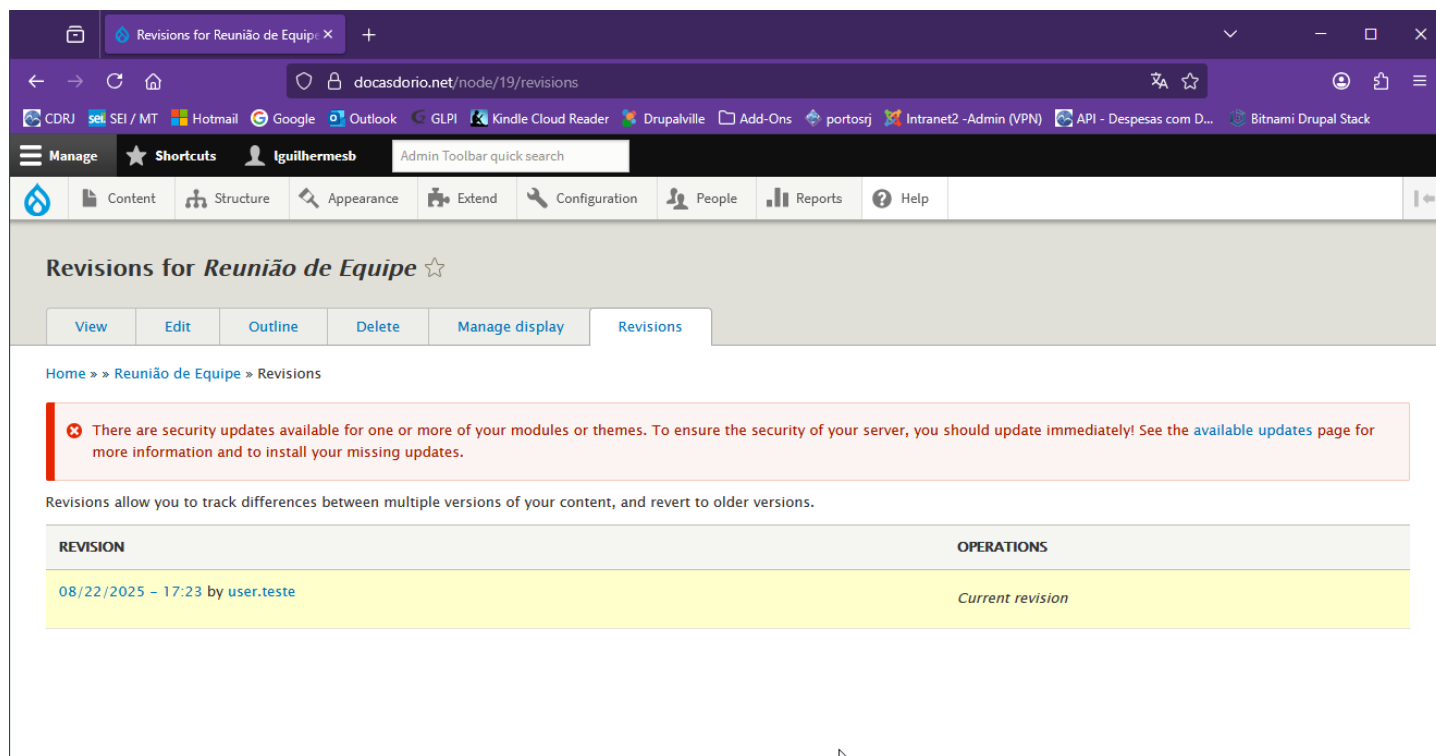 Revisions for Reunião de Equipe
docasdorio.net/node/19/revisions
CDRJ sei. SEI / MT Hotmail Google Outlook GLPI Kindle Cloud Reader Drupalville Add-Ons portosrj Intranet2 -Admin (VPN) API - Despesas com D... Bitnami Drupal Stack
Manage Shortcuts lguilhermesb Admin Toolbar quick search
Content Structure Appearance Extend Configuration People Reports Help
Revisions for Reunião de Equipe
View Edit Outline Delete Manage display Revisions
Home » » Reunião de Equipe » Revisions
There are security updates available for one or more of your modules or themes. To ensure the security of your server, you should update immediately! See the available updates page for
more information and to install your missing updates.
Revisions allow you to track differences between multiple versions of your content, and revert to older versions.
REVISION OPERATIONS
08/22/2025 – 17:23 by user.teste Current revision